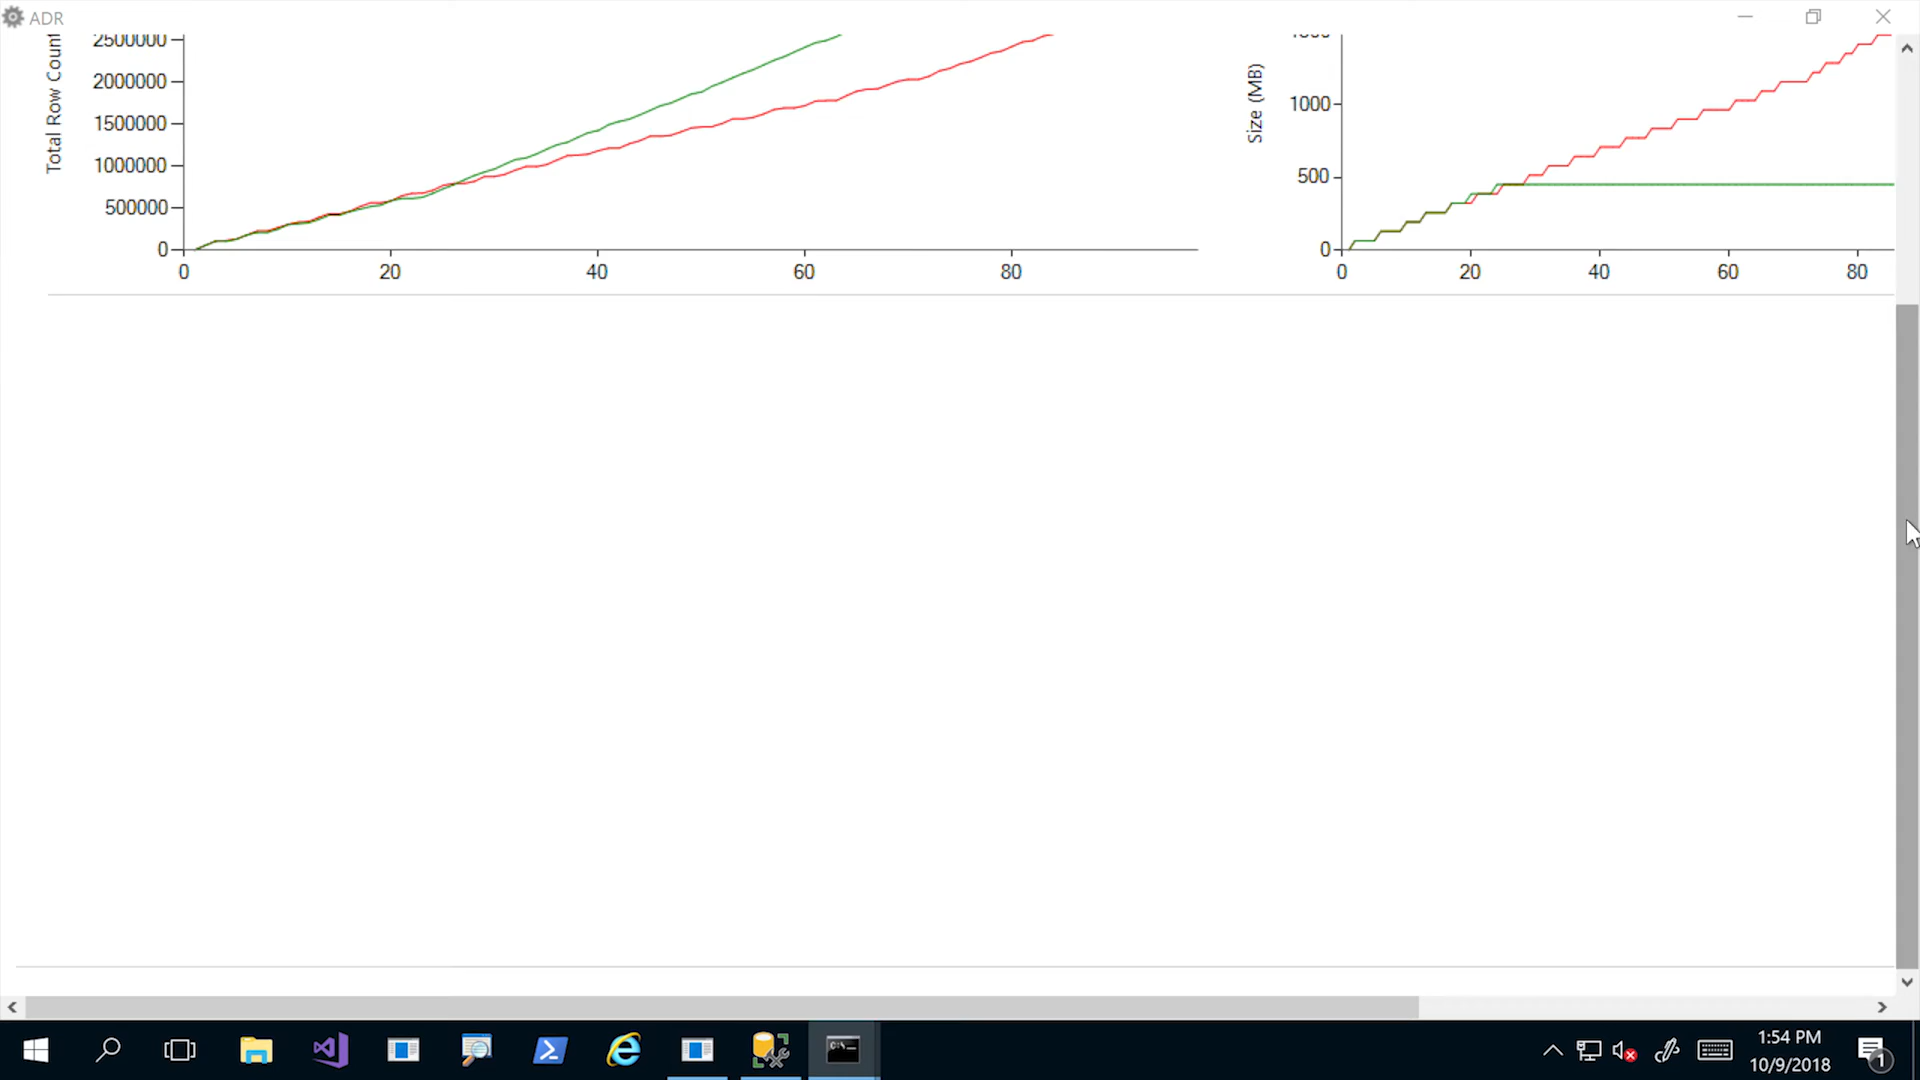 ADR
Total Row Count
2500000
2000000
1500000
1000000
500000
0
0 20 40 60 80
Size (MB)
1000
500
0
0 20 40 60 80
1:54 PM
10/9/2018
1